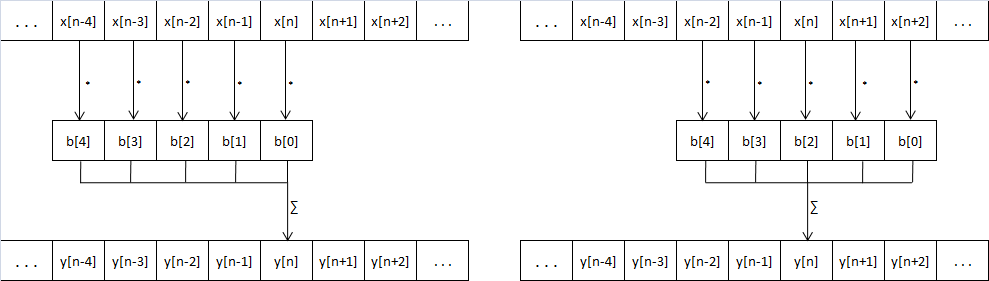 ... x[n-4] x[n-3] x[n-2] x[n-1] x[n] x[n+1] x[n+2] ...
* * * * *
b[4] b[3] b[2] b[1] b[0]
∑
... y[n-4] y[n-3] y[n-2] y[n-1] y[n] y[n+1] y[n+2] ...
... x[n-4] x[n-3] x[n-2] x[n-1] x[n] x[n+1] x[n+2] ...
* * * * *
b[4] b[3] b[2] b[1] b[0]
∑
... y[n-4] y[n-3] y[n-2] y[n-1] y[n] y[n+1] y[n+2] ...